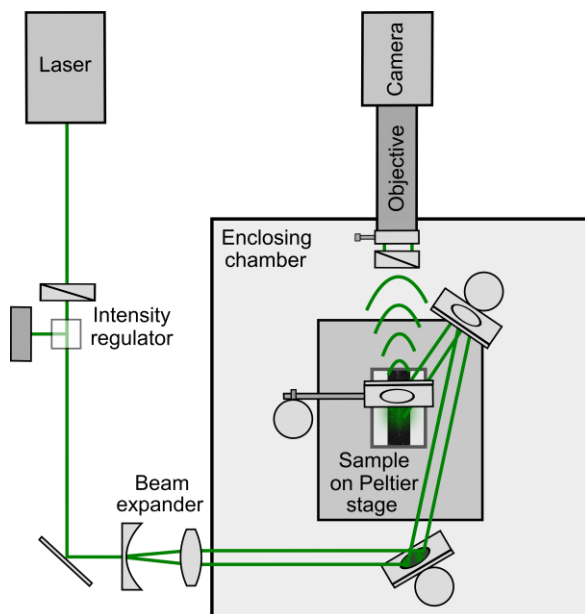 Laser
Camera
Objective
Enclosing
chamber
Intensity
regulator
Beam
expander
Sample
on Peltier
stage